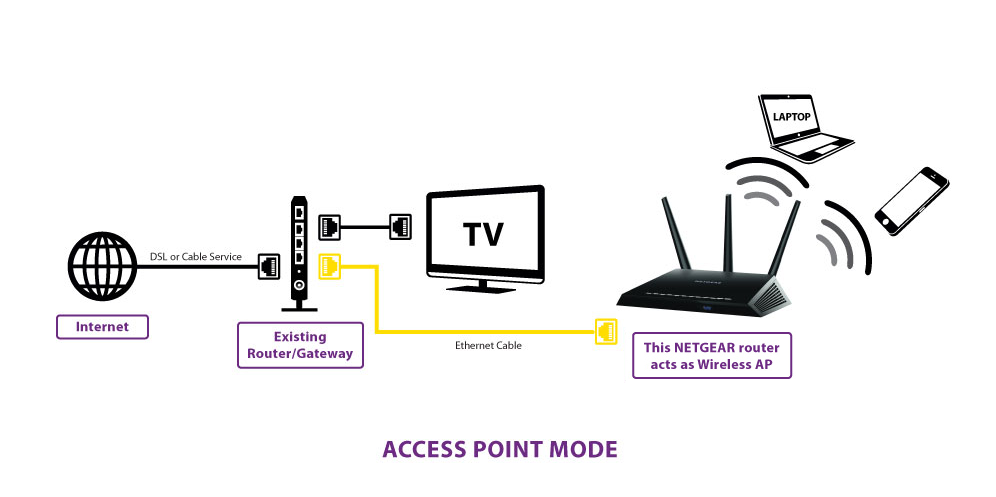 LAPTOP
TV
NETGEAR
DSL or Cable Service
Internet
Existing
Router/Gateway
Ethernet Cable
This NETGEAR router
acts as Wireless AP
ACCESS POINT MODE